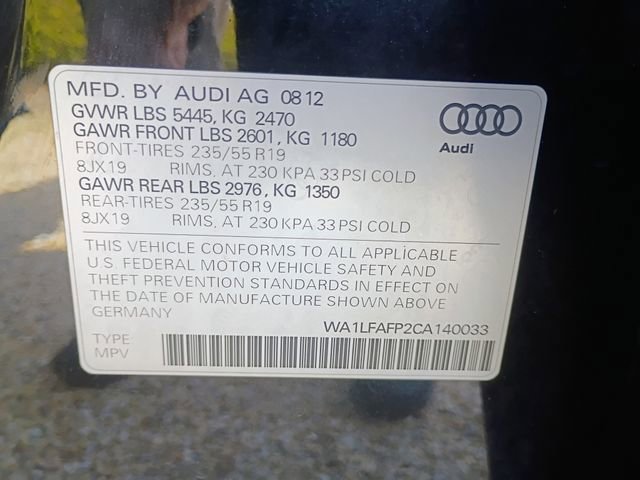 MFD. BY AUDI AG 0812
GVWR LBS 5445, KG 2470
GAWR FRONT LBS 2601, KG 1180
FRONT-TIRES 235/55 R19
8JX19 RIMS, AT 230 KPA 33 PSI COLD
GAWR REAR LBS 2976, KG 1350
REAR-TIRES 235/55 R19
8JX19 RIMS, AT 230 KPA 33 PSI COLD
Audi
THIS VEHICLE CONFORMS TO ALL APPLICABLE
U.S. FEDERAL MOTOR VEHICLE SAFETY AND
THEFT PREVENTION STANDARDS IN EFFECT ON
THE DATE OF MANUFACTURE SHOWN ABOVE
GERMANY
WA1LFAFP2CA140033
TYPE
MPV